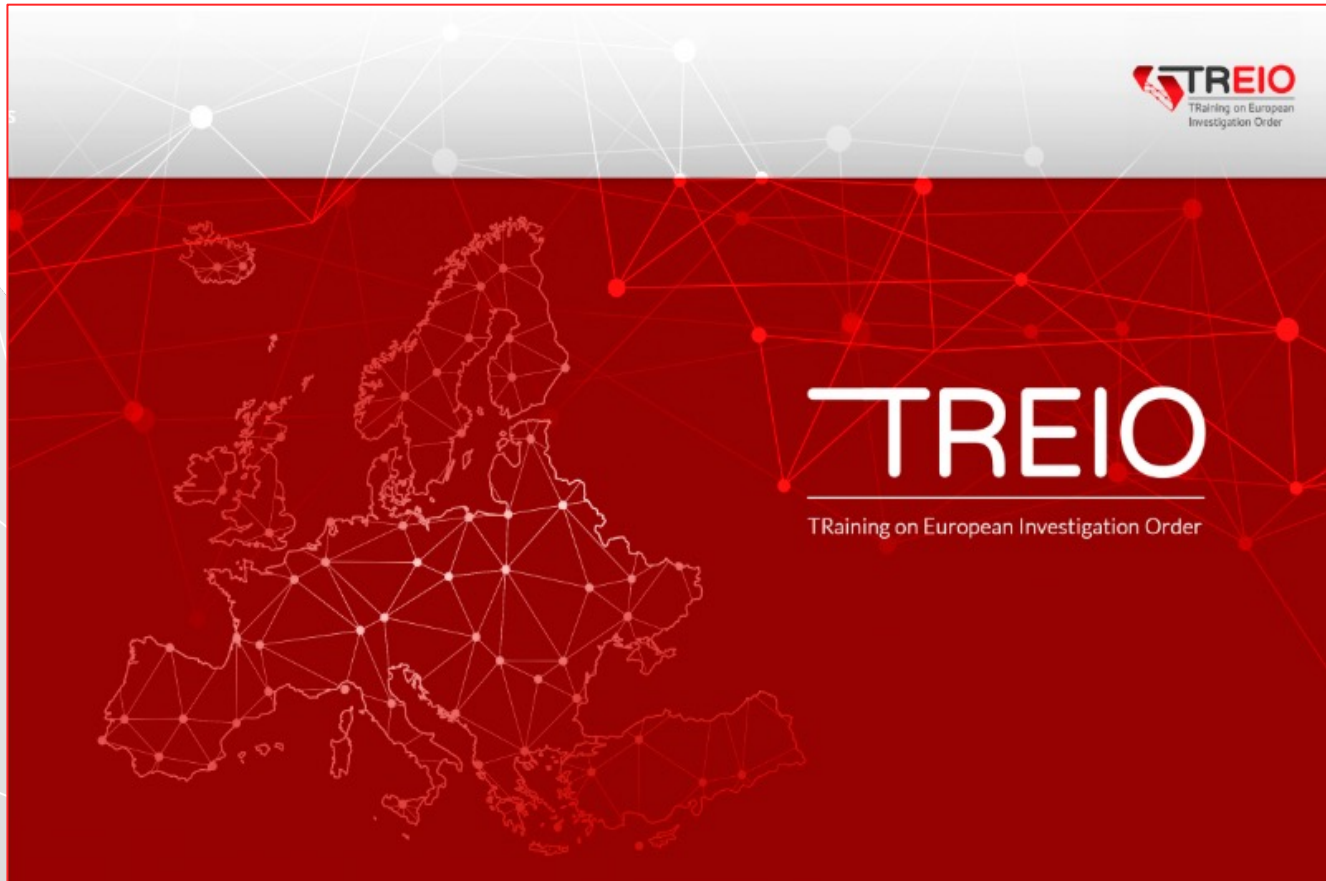 s
TREIO
TRaining on European
Investigation Order
TREIO
TRaining on European Investigation Order